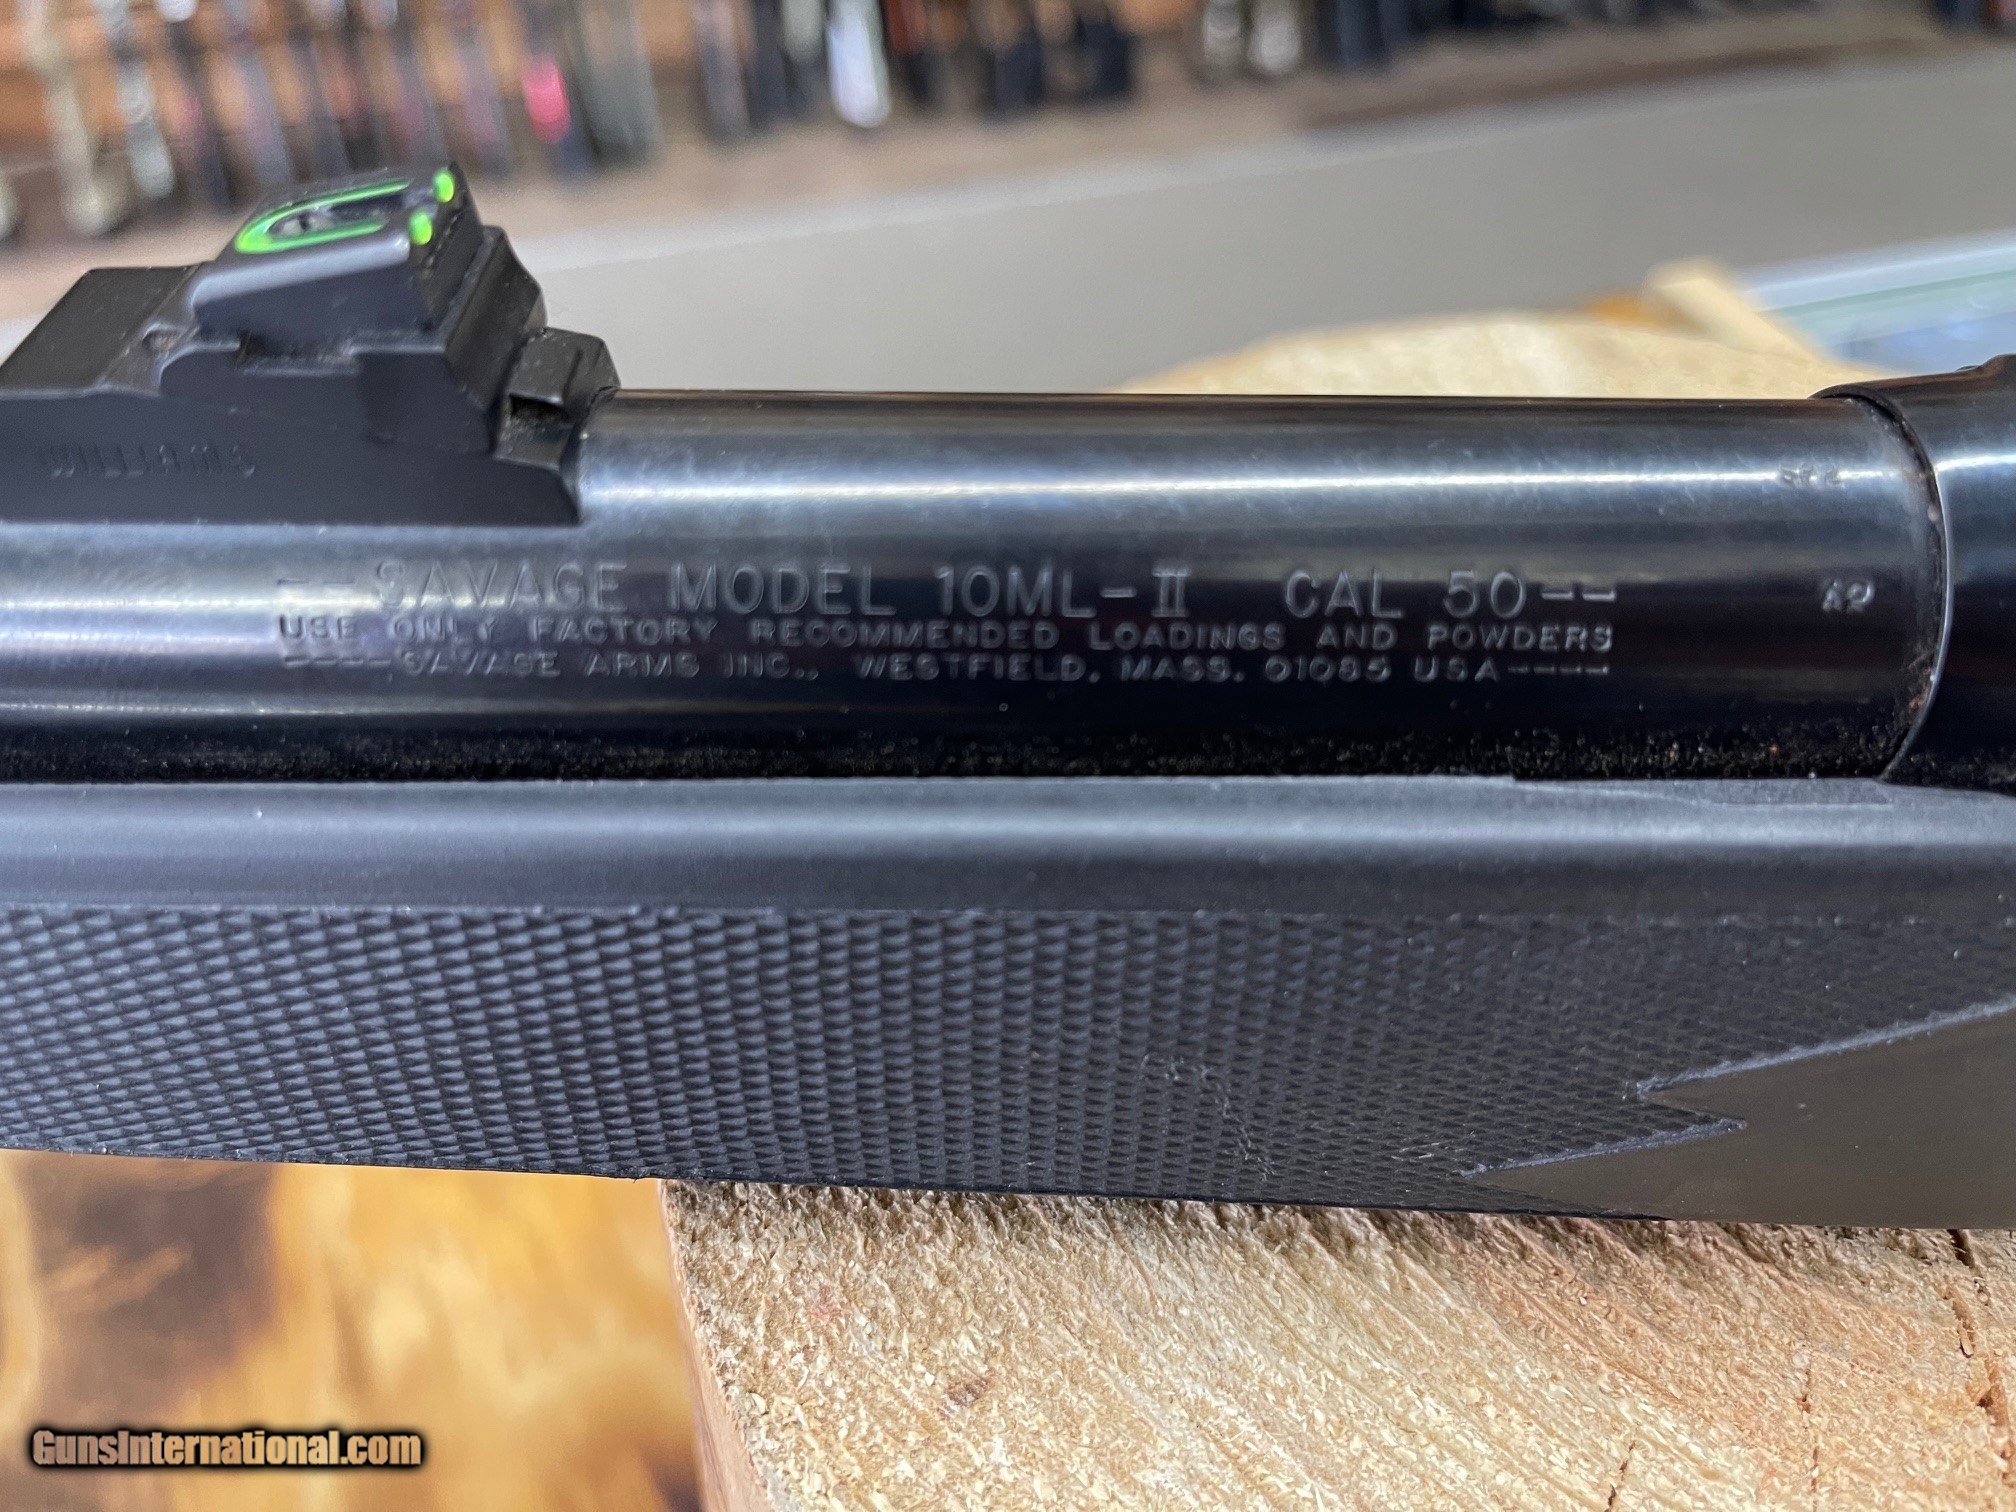 WILLIAMS
--SAVAGE MODEL 10ML-II CAL 50--
USE ONLY FACTORY RECOMMENDED LOADINGS AND POWDERS
----SAVAGE ARMS INC., WESTFIELD, MASS. 01085 USA----
GunsInternational.com